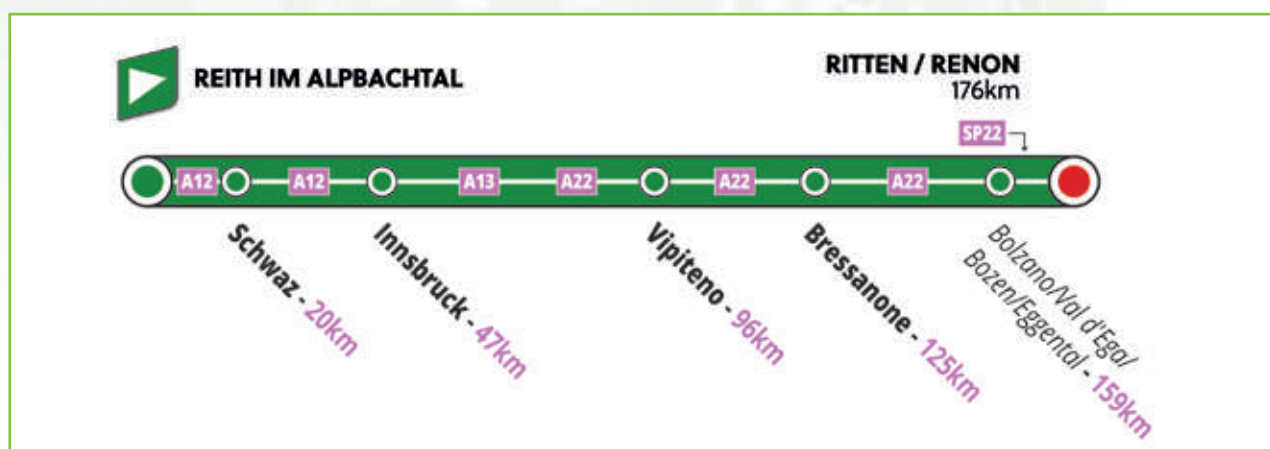 REITH IM ALPBACHTAL
RITTEN / RENON
176km
SP22
A12
A12
A13
A22
A22
A22
Schwaz - 20km
Innsbruck - 47km
Vipiteno - 96km
Bressanone - 125km
Bolzano/Val d'Ega/
Bozen/Eggental - 159km